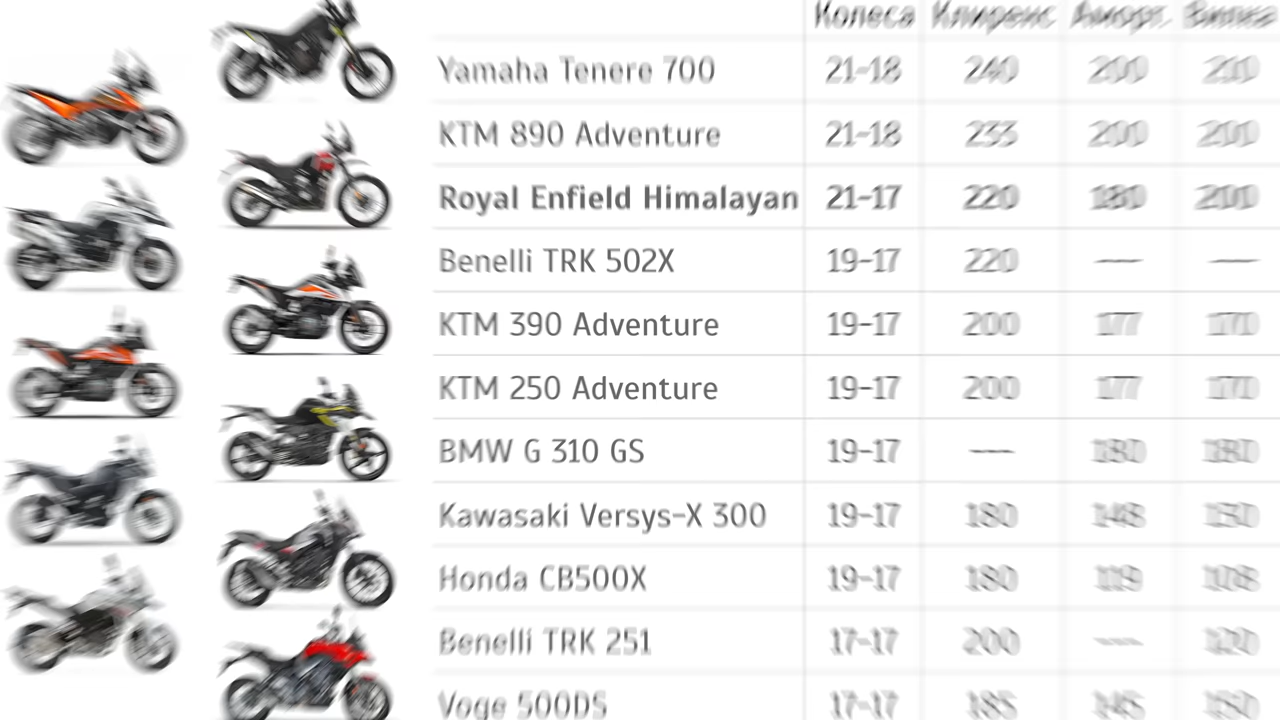 Колеса Клиренс Аморт. Вилка
Yamaha Tenere 700 21-18 240 200 210
KTM 890 Adventure 21-18 233 200 200
Royal Enfield Himalayan 21-17 220 180 200
Benelli TRK 502X 19-17 220 — —
KTM 390 Adventure 19-17 200 177 170
KTM 250 Adventure 19-17 200 177 170
BMW G 310 GS 19-17 — 180 180
Kawasaki Versys-X 300 19-17 180 148 130
Honda CB500X 19-17 180 119 108
Benelli TRK 251 17-17 200 — 120
Voge 500DS 17-17 185 145